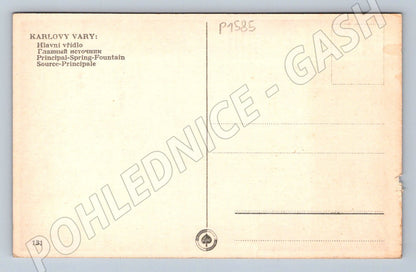 P1585
KARLOVY VARY:
Hlavní vřídlo
Главный источник
Principal-Spring-Fountain
Source-Principale
POHLEDNICE - GASH
131